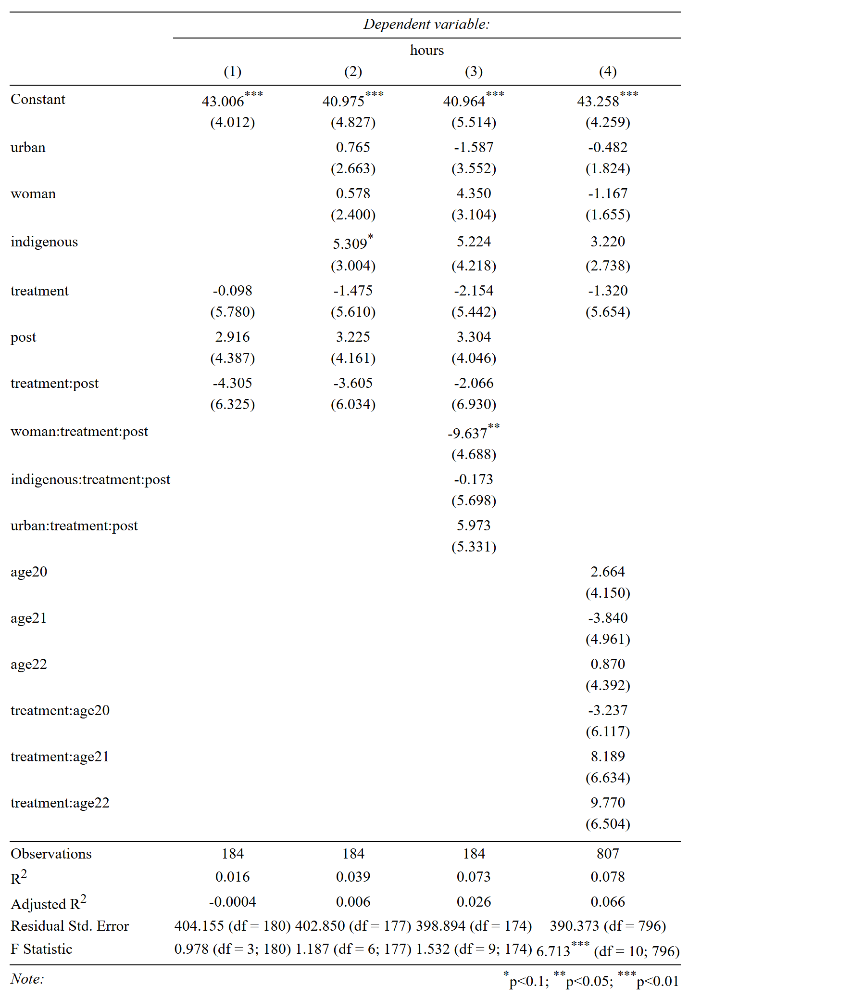 Dependent variable:
hours
(1) (2) (3) (4)
Constant 43.006*** 40.975*** 40.964*** 43.258***
(4.012) (4.827) (5.514) (4.259)
urban 0.765 -1.587 -0.482
(2.663) (3.552) (1.824)
woman 0.578 4.350 -1.167
(2.400) (3.104) (1.655)
indigenous 5.309* 5.224 3.220
(3.004) (4.218) (2.738)
treatment -0.098 -1.475 -2.154 -1.320
(5.780) (5.610) (5.442) (5.654)
post 2.916 3.225 3.304
(4.387) (4.161) (4.046)
treatment:post -4.305 -3.605 -2.066
(6.325) (6.034) (6.930)
woman:treatment:post -9.637**
(4.688)
indigenous:treatment:post -0.173
(5.698)
urban:treatment:post 5.973
(5.331)
age20 2.664
(4.150)
age21 -3.840
(4.961)
age22 0.870
(4.392)
treatment:age20 -3.237
(6.117)
treatment:age21 8.189
(6.634)
treatment:age22 9.770
(6.504)
Observations 184 184 184 807
R2 0.016 0.039 0.073 0.078
Adjusted R2 -0.0004 0.006 0.026 0.066
Residual Std. Error 404.155 (df = 180) 402.850 (df = 177) 398.894 (df = 174) 390.373 (df = 796)
F Statistic 0.978 (df = 3; 180) 1.187 (df = 6; 177) 1.532 (df = 9; 174) 6.713*** (df = 10; 796)
Note: *p<0.1; **p<0.05; ***p<0.01